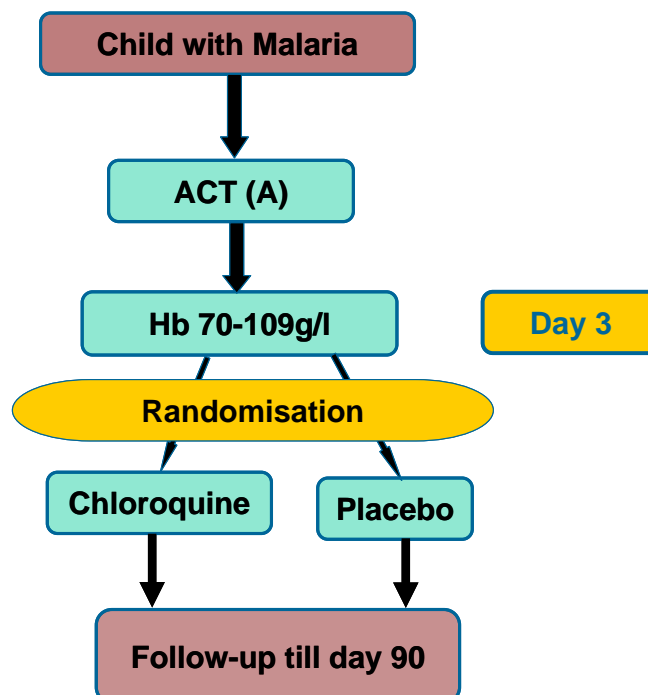 Child with Malaria
ACT (A)
Hb 70-109g/l
Day 3
Randomisation
Chloroquine
Placebo
Follow-up till day 90